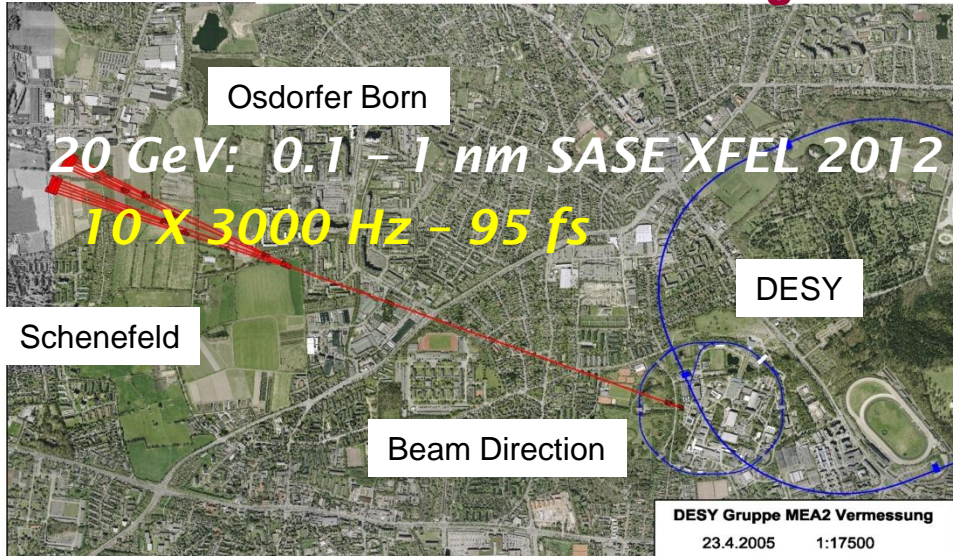 Osdorfer Born
20 GeV: 0.1 – 1 nm SASE XFEL 2012
10 X 3000 Hz – 95 fs
DESY
Schenefeld
Beam Direction
DESY Gruppe MEA2 Vermessung
23.4.2005 1:17500